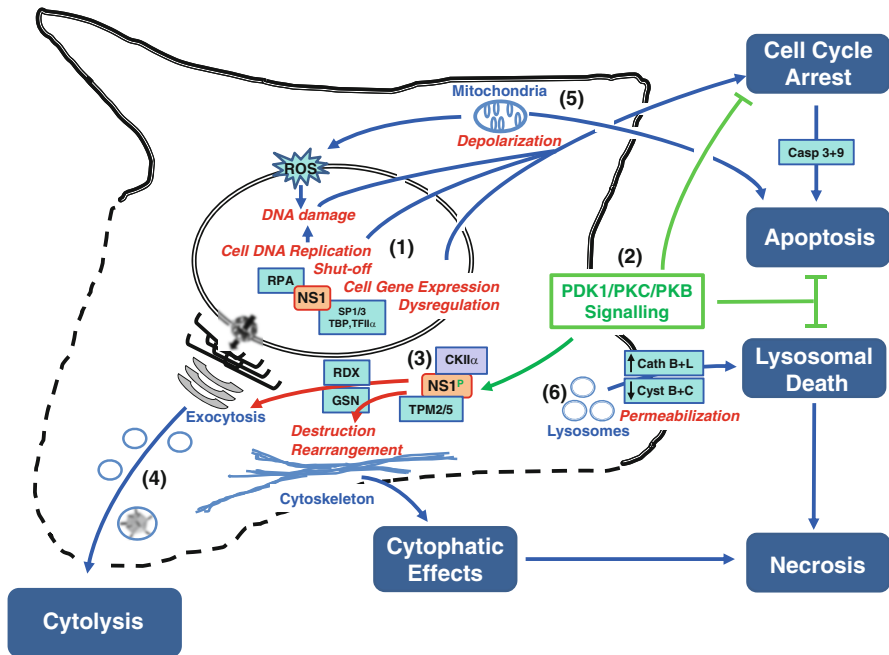 Cell Cycle
Arrest
Mitochondria
(5)
Depolarization
Casp 3+9
ROS
DNA damage
Apoptosis
(1)
Cell DNA Replication
Shut-off
RPA
NS1
SP1/3
TBP,TFIIα
Cell Gene Expression
Dysregulation
(2)
PDK1/PKC/PKB
Signalling
(3)
CKIIα
RDX
NS1P
GSN
TPM2/5
Exocytosis
Destruction
Rearrangement
Cath B+L
Cyst B+C
(6)
Permeabilization
Lysosomes
Lysosomal
Death
(4)
Cytoskeleton
Cytophatic
Effects
Necrosis
Cytolysis